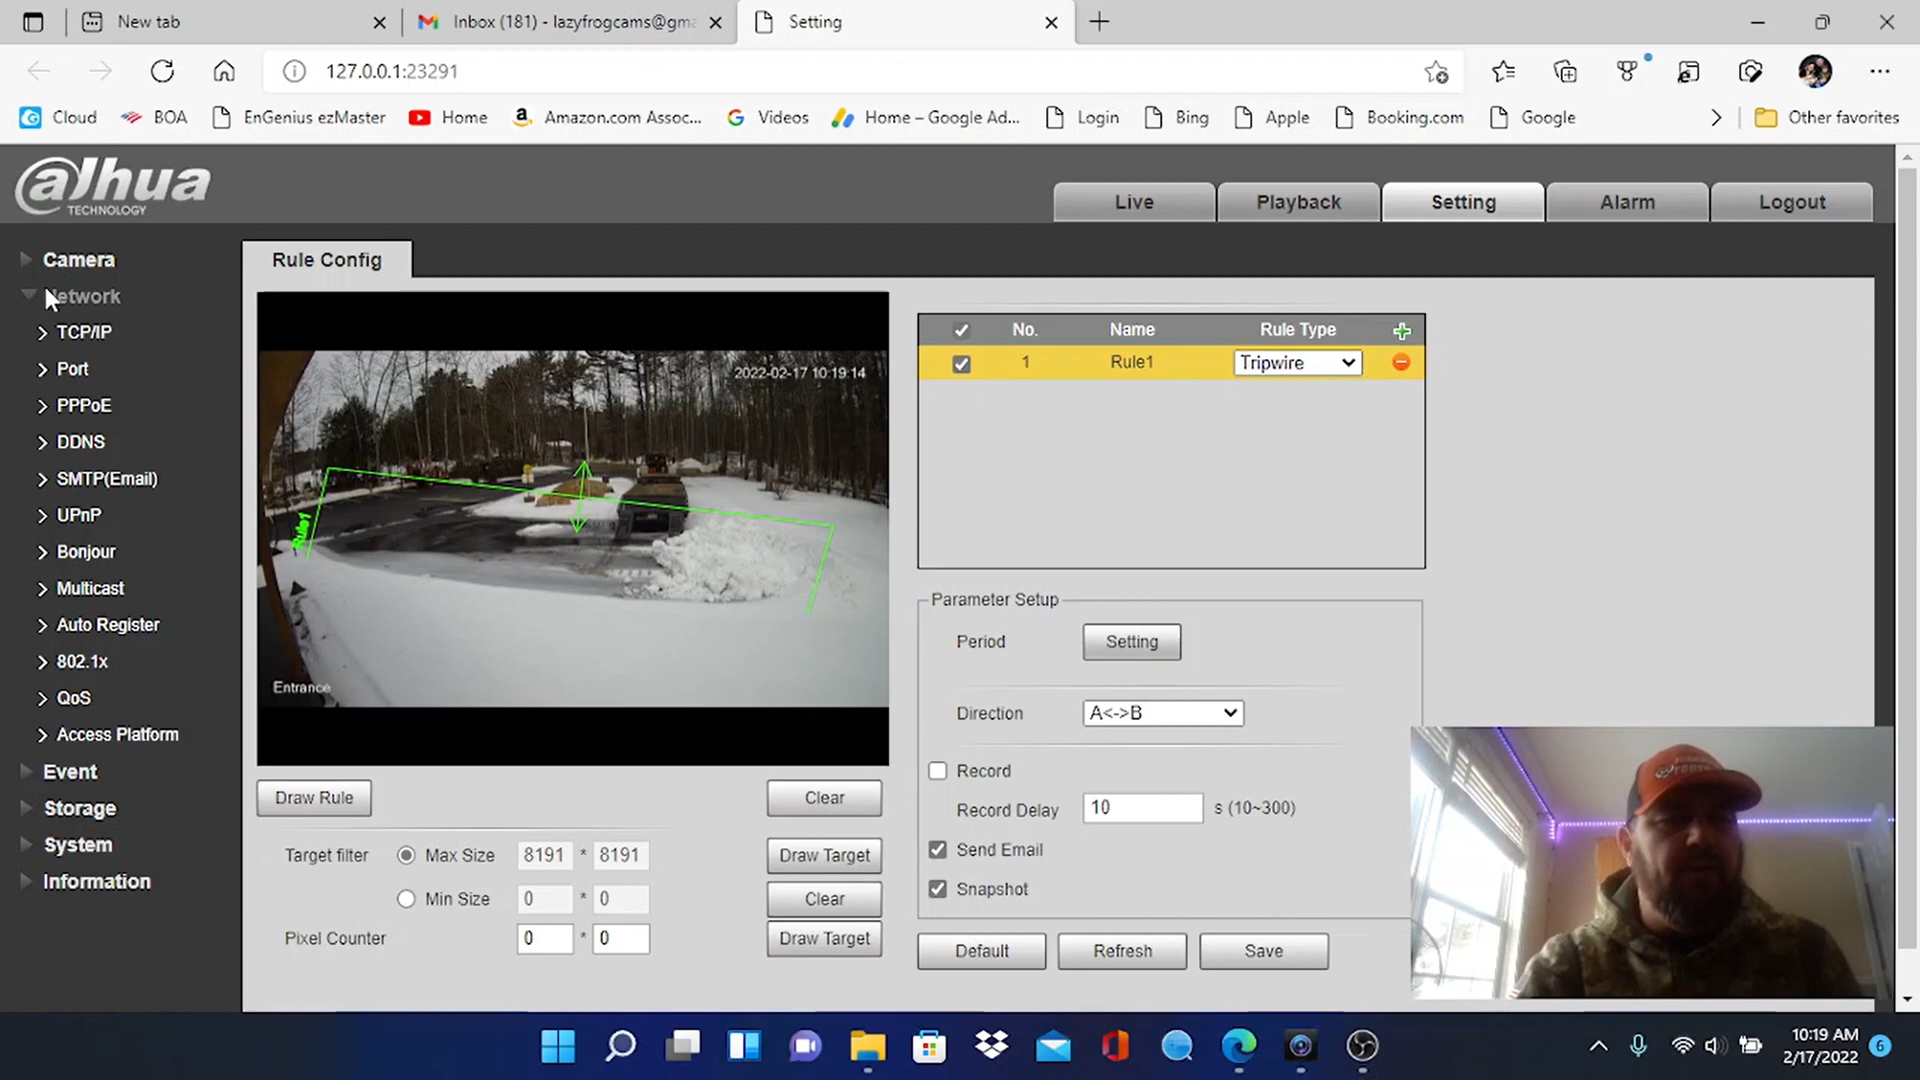 New tab
Inbox (181) - lazyfrogcams@gma
Setting
127.0.0.1:23291
Cloud
BOA
EnGenius ezMaster
Home
Amazon.com Assoc...
Videos
Home – Google Ad...
Login
Bing
Apple
Booking.com
Google
Other favorites
alhua
TECHNOLOGY
Live
Playback
Setting
Alarm
Logout
Camera
etwork
TCP/IP
Port
PPPoE
DDNS
SMTP(Email)
UPnP
Bonjour
Multicast
Auto Register
802.1x
QoS
Access Platform
Event
Storage
System
Information
Rule Config
2022-02-17 10:19:14
Rule1
Entrance
Draw Rule
Clear
Target filter
Max Size
8191 * 8191
Draw Target
Min Size
0 * 0
Clear
Pixel Counter
0 * 0
Draw Target
No.
Name
Rule Type
1
Rule1
Tripwire
Parameter Setup
Period
Setting
Direction
A<->B
Record
Record Delay
10
s (10~300)
Send Email
Snapshot
Default
Refresh
Save
10:19 AM
2/17/2022
6